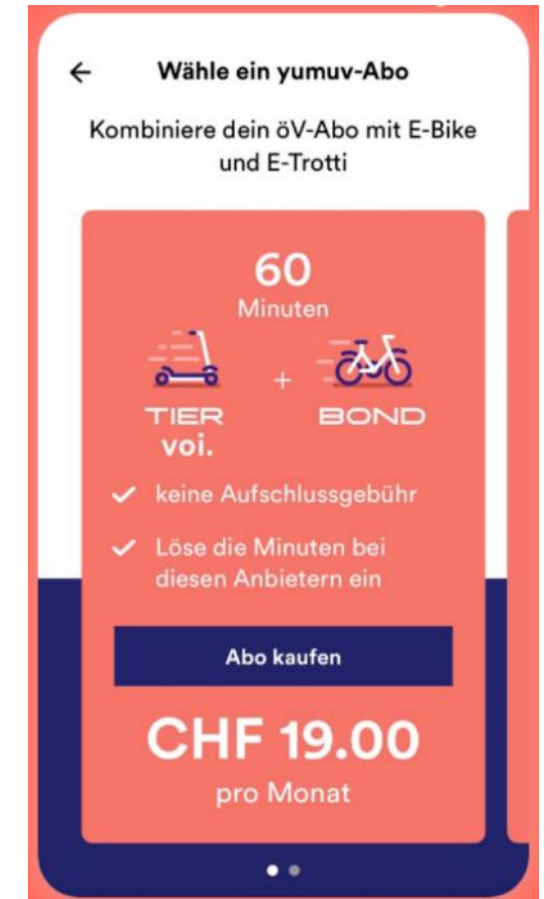 Wähle ein yumuv-Abo
Kombiniere dein öV-Abo mit E-Bike
und E-Trotti
60
Minuten
+
TIER BOND
voi.
keine Aufschlussgebühr
Löse die Minuten bei
diesen Anbietern ein
Abo kaufen
CHF 19.00
pro Monat